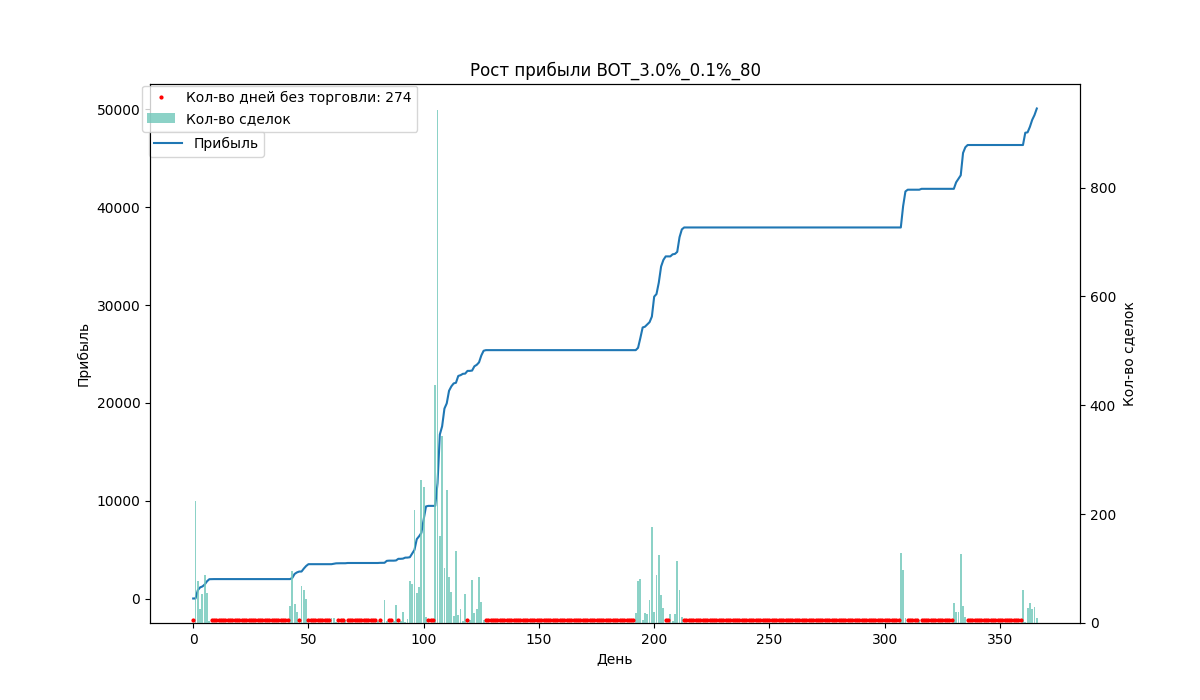 Рост прибыли BOT_3.0%_0.1%_80
Кол-во дней без торговли: 274
Кол-во сделок
Прибыль
50000
40000
30000
20000
10000
0
Прибыль
800
600
400
200
0
Кол-во сделок
0 50 100 150 200 250 300 350
День